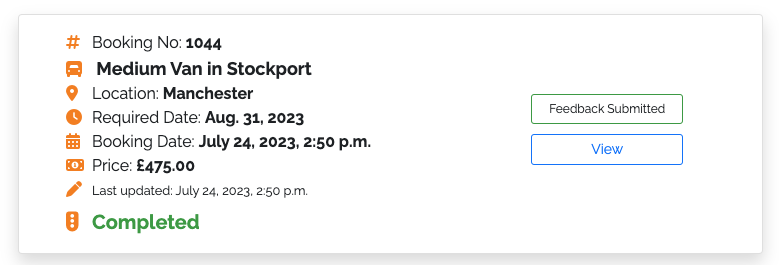 # Booking No: 1044
Medium Van in Stockport
Location: Manchester
Required Date: Aug. 31, 2023
Booking Date: July 24, 2023, 2:50 p.m.
Price: £475.00
Last updated: July 24, 2023, 2:50 p.m.
Completed
Feedback Submitted
View